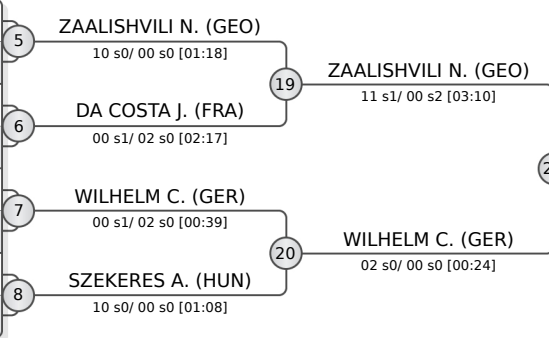 ZAALISHVILI N. (GEO)
5
10 s0/ 00 s0 [01:18]
19
ZAALISHVILI N. (GEO)
11 s1/ 00 s2 [03:10]
DA COSTA J. (FRA)
6
00 s1/ 02 s0 [02:17]
WILHELM C. (GER)
7
00 s1/ 02 s0 [00:39]
20
WILHELM C. (GER)
02 s0/ 00 s0 [00:24]
SZEKERES A. (HUN)
8
10 s0/ 00 s0 [01:08]